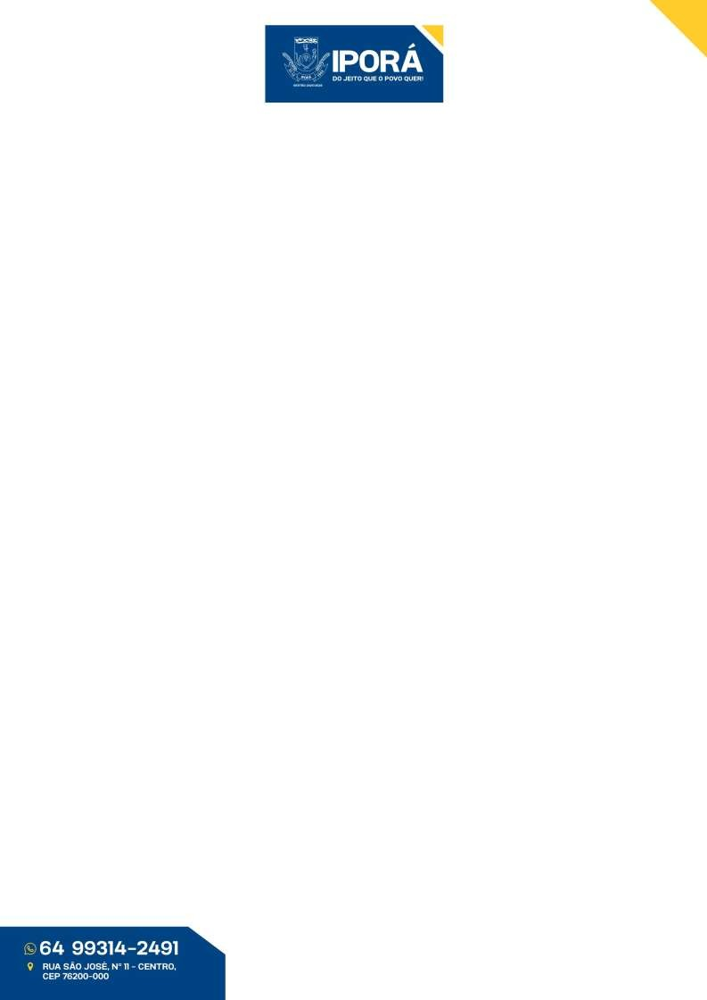 IPORÁ
DO JEITO QUE O POVO QUER!
64 99314-2491
RUA SÃO JOSÉ, Nº 11 - CENTRO,
CEP 76200-000